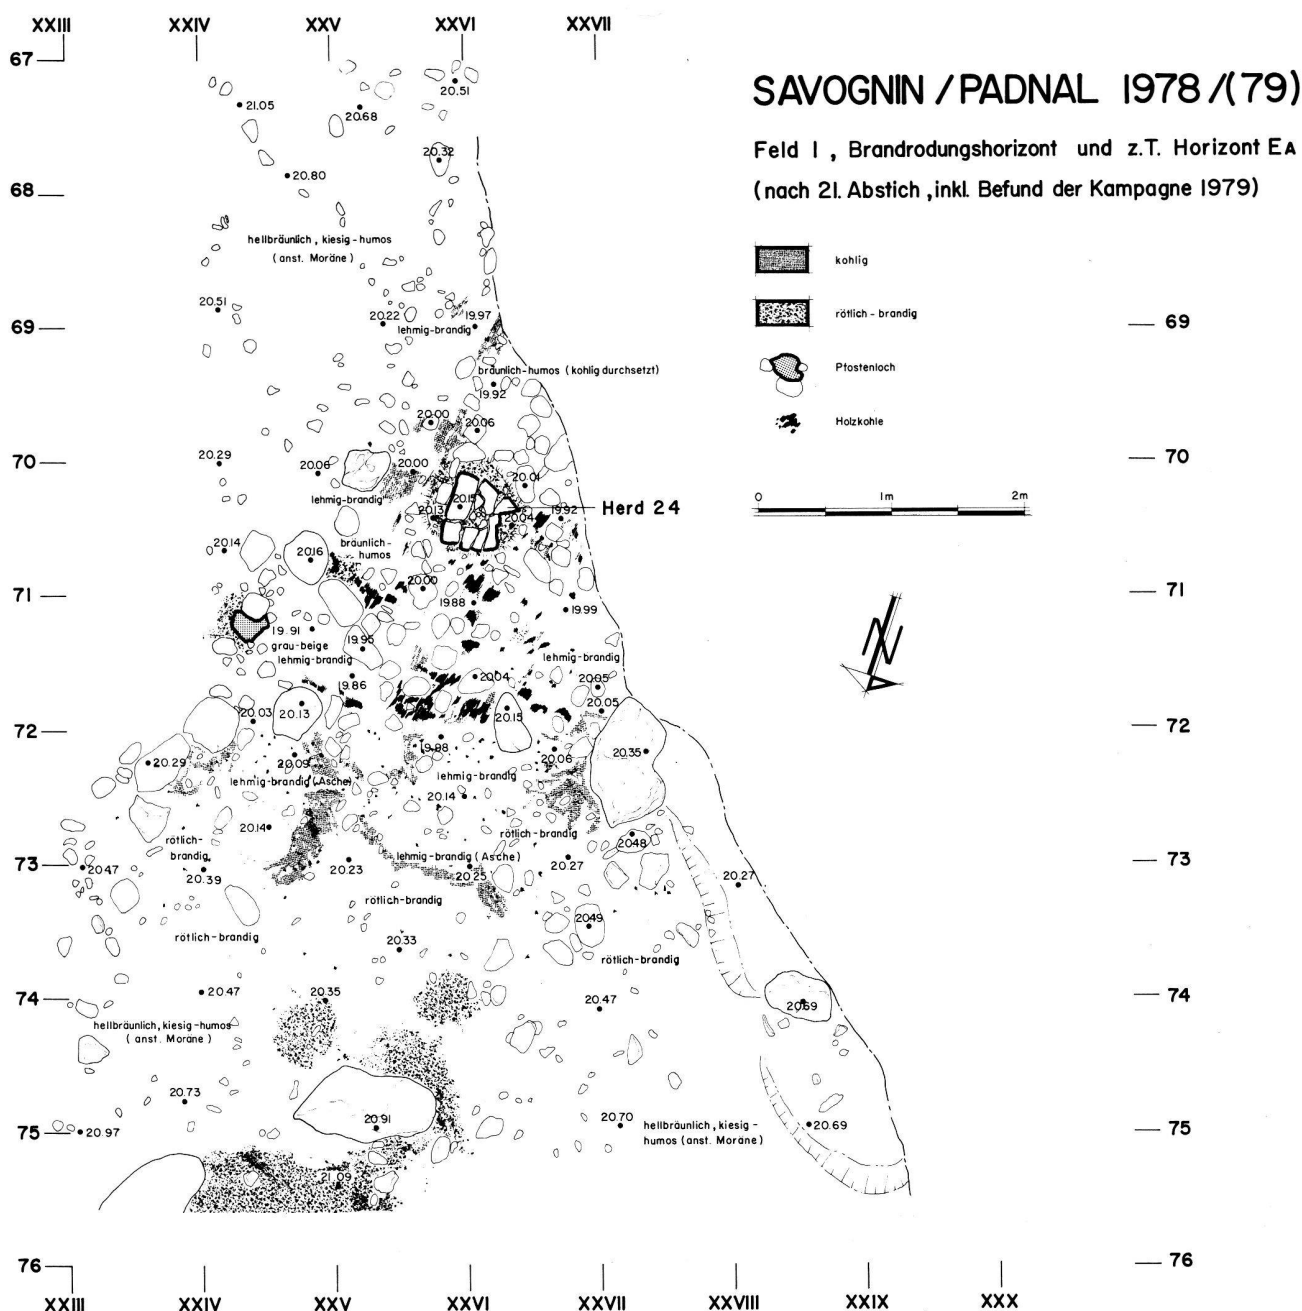 XXIII XXIV XXV XXVI XXVII
67
SAVOGNIN / PADNAL 1978 /(79)
Feld I , Brandrodungshorizont und z.T. Horizont EA
(nach 21. Abstich , inkl. Befund der Kampagne 1979)
20.51
21.05
20.68
20.32
20.80
68
hellbräunlich , kiesig - humos
(anst. Moräne)
kohlig
rötlich - brandig
Pfostenloch
Holzkohle
20.51
20.22
19.97
lehmig-brandig
69
69
bräunlich-humos (kohlig durchsetzt)
19.92
20.00
20.06
20.29
70
70
20.06
20.00
20.01
lehmig-brandig
20.15
20.13
20.04
19.92
Herd 24
0 1m 2m
20.14
20.16
bräunlich-
humos
20.00
71
71
19.88
19.99
N
19.91
19.95
grau-beige
lehmig-brandig
lehmig-brandig
19.86
20.04
20.05
20.03
20.13
20.15
20.05
72
72
19.98
20.35
20.29
20.09
20.06
lehmig-brandig (Asche)
lehmig-brandig
20.14
20.14
rötlich-
brandig
rötlich-brandig
20.48
lehmig-brandig (Asche)
73
73
20.47
20.39
20.23
20.25
20.27
20.27
rötlich-brandig
rötlich-brandig
20.49
20.33
rötlich-brandig
74
74
20.47
20.35
20.47
20.69
hellbräunlich, kiesig-humos
( anst. Moräne )
20.73
20.91
20.70
20.69
hellbräunlich, kiesig -
humos (anst. Moräne)
75
75
20.97
21.09
76
76
XXIII XXIV XXV XXVI XXVII XXVIII XXIX XXX